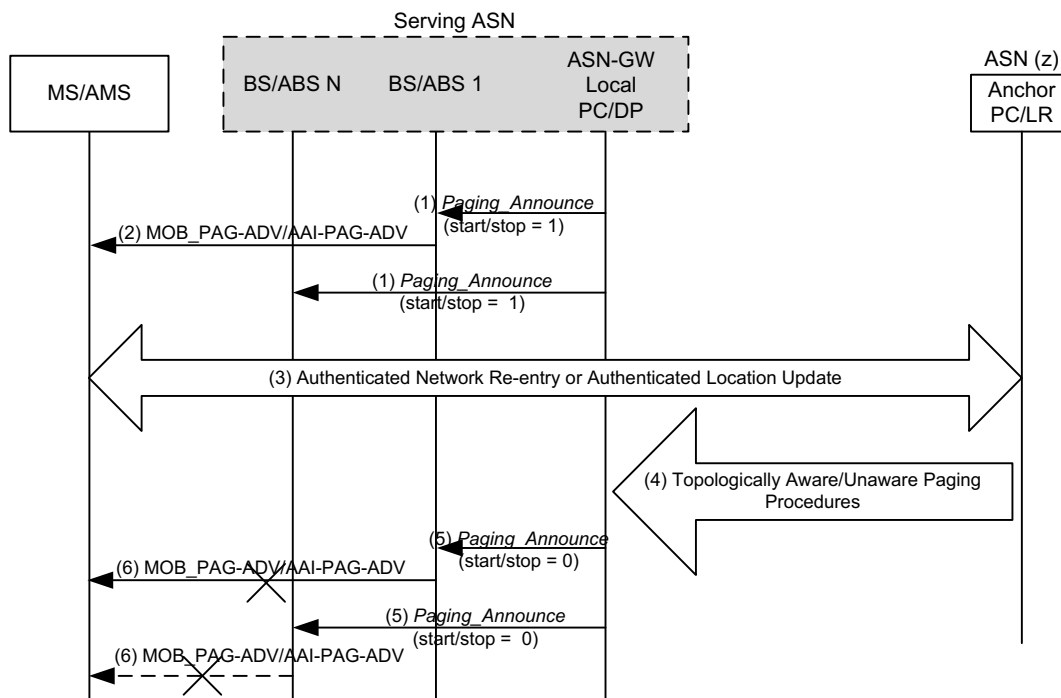 Serving ASN
MS/AMS
BS/ABS N
BS/ABS 1
ASN-GW
Local
PC/DP
ASN (z)
Anchor
PC/LR
(1) Paging_Announce
(start/stop = 1)
(2) MOB_PAG-ADV/AAI-PAG-ADV
(1) Paging_Announce
(start/stop = 1)
(3) Authenticated Network Re-entry or Authenticated Location Update
(4) Topologically Aware/Unaware Paging
Procedures
(5) Paging_Announce
(start/stop = 0)
(6) MOB_PAG-ADV/AAI-PAG-ADV
(5) Paging_Announce
(start/stop = 0)
(6) MOB_PAG-ADV/AAI-PAG-ADV